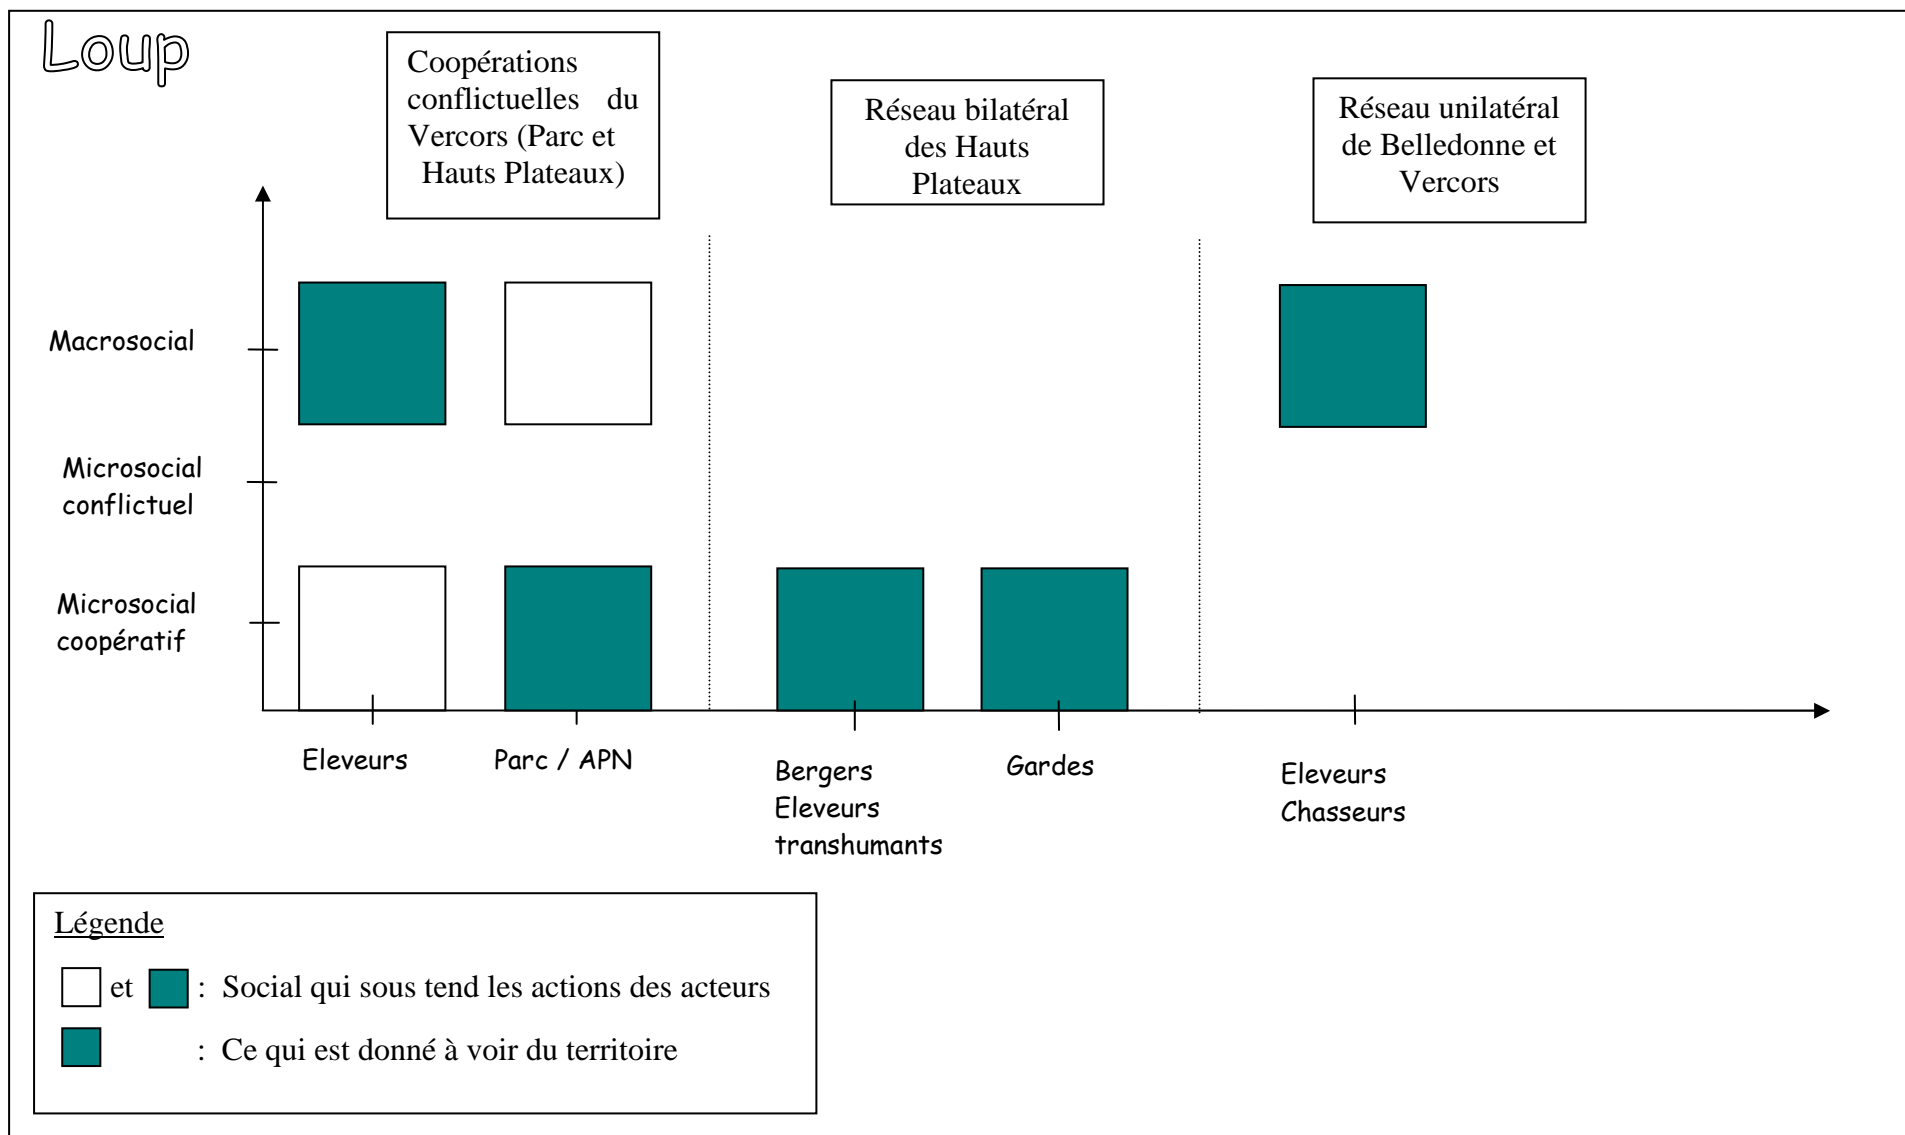 Loup
Coopérations
conflictuelles du
Vercors (Parc et
Hauts Plateaux)
Réseau bilatéral
des Hauts
Plateaux
Réseau unilatéral
de Belledonne et
Vercors
Macrosocial
Microsocial
conflictuel
Microsocial
coopératif
Eleveurs
Parc / APN
Bergers
Eleveurs
transhumants
Gardes
Eleveurs
Chasseurs
Légende
et : Social qui sous tend les actions des acteurs
: Ce qui est donné à voir du territoire